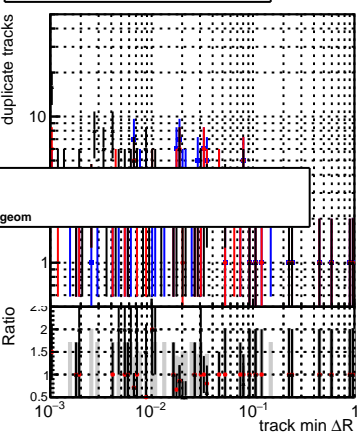 duplicate tracks
10
geom
1
Ratio
2.5
2
1.5
1
0.5
10⁻³ 10⁻² 10⁻¹ 1
track min ΔR